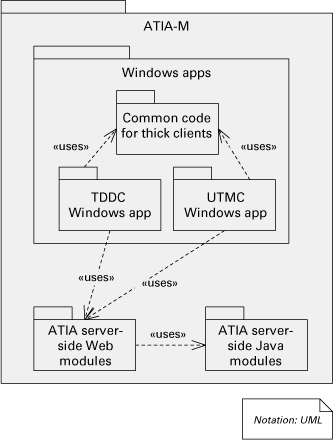 ATIA-M
Windows apps
Common code
for thick clients
«uses»
«uses»
TDDC
Windows app
UTMC
Windows app
«uses»
«uses»
ATIA server-
side Web
modules
«uses»
ATIA server-
side Java
modules
Notation: UML